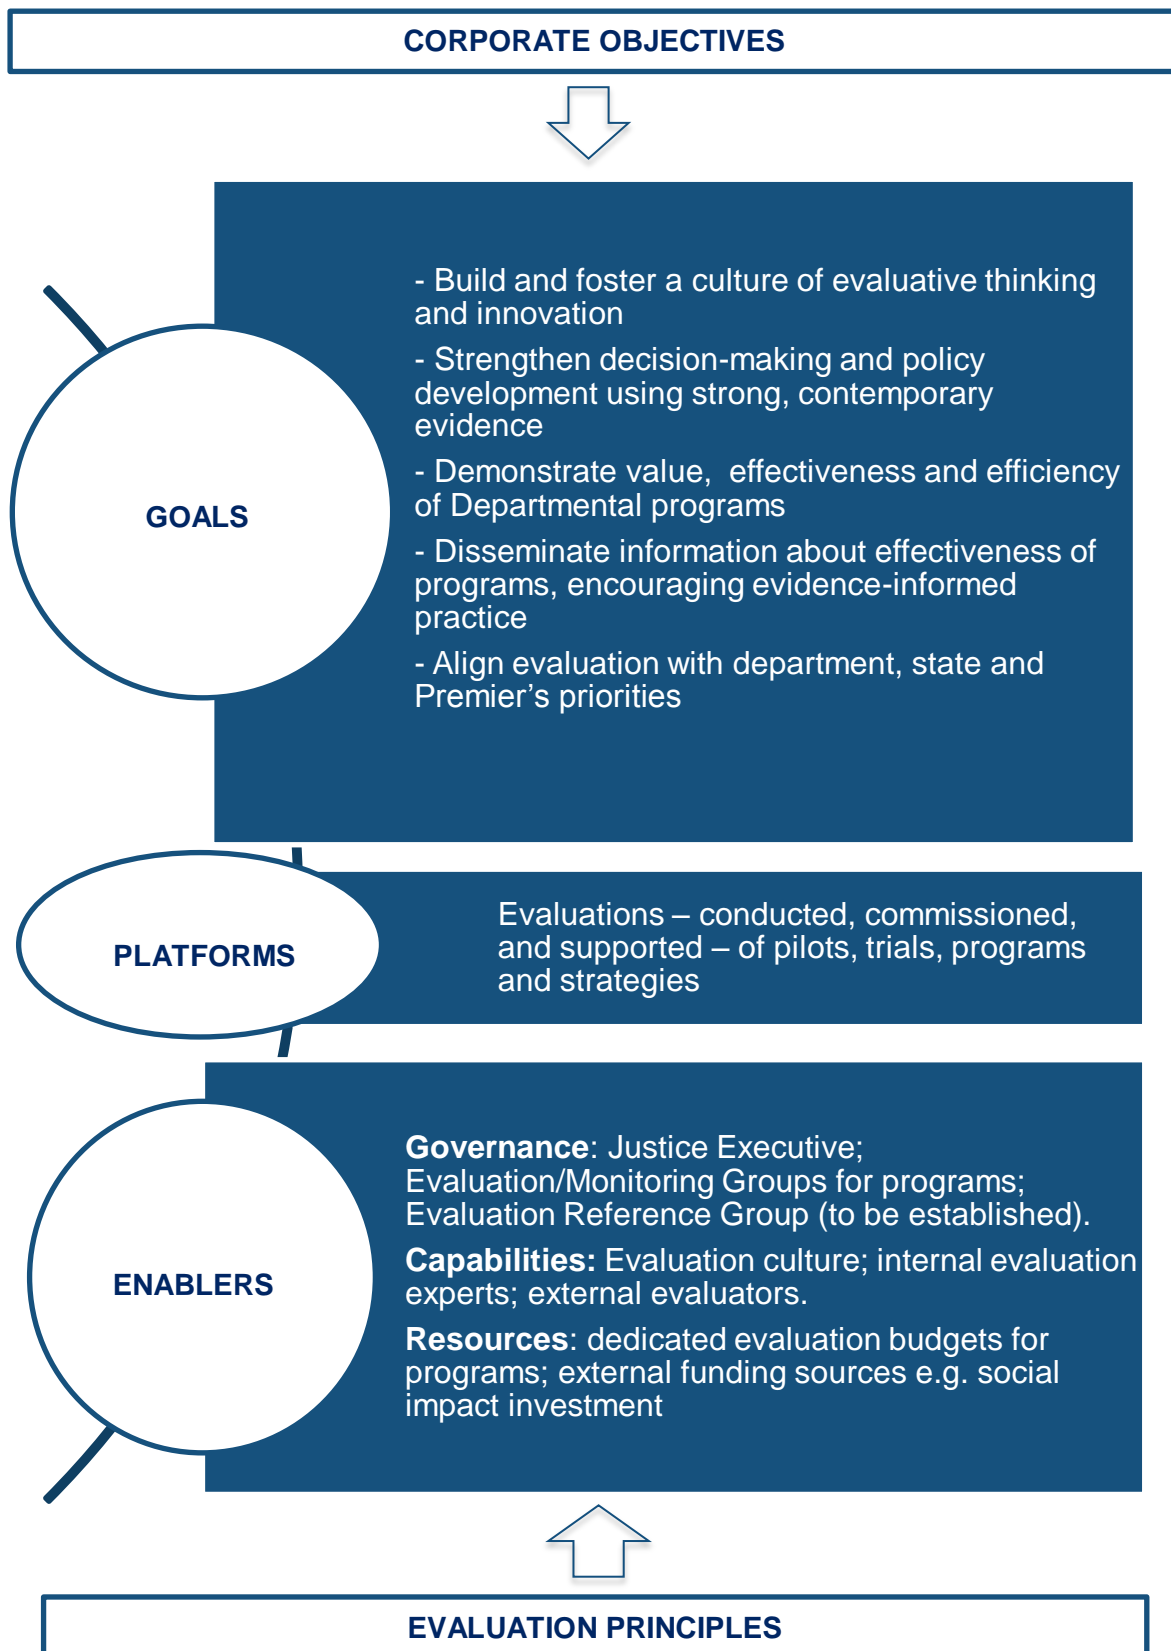 CORPORATE OBJECTIVES
GOALS
- Build and foster a culture of evaluative thinking
and innovation
- Strengthen decision-making and policy
development using strong, contemporary
evidence
- Demonstrate value,  effectiveness and efficiency
of Departmental programs
- Disseminate information about effectiveness of
programs, encouraging evidence-informed
practice
- Align evaluation with department, state and
Premier’s priorities
PLATFORMS
Evaluations – conducted, commissioned,
and supported – of pilots, trials, programs
and strategies
ENABLERS
Governance: Justice Executive;
Evaluation/Monitoring Groups for programs;
Evaluation Reference Group (to be established).
Capabilities: Evaluation culture; internal evaluation
experts; external evaluators.
Resources: dedicated evaluation budgets for
programs; external funding sources e.g. social
impact investment
EVALUATION PRINCIPLES